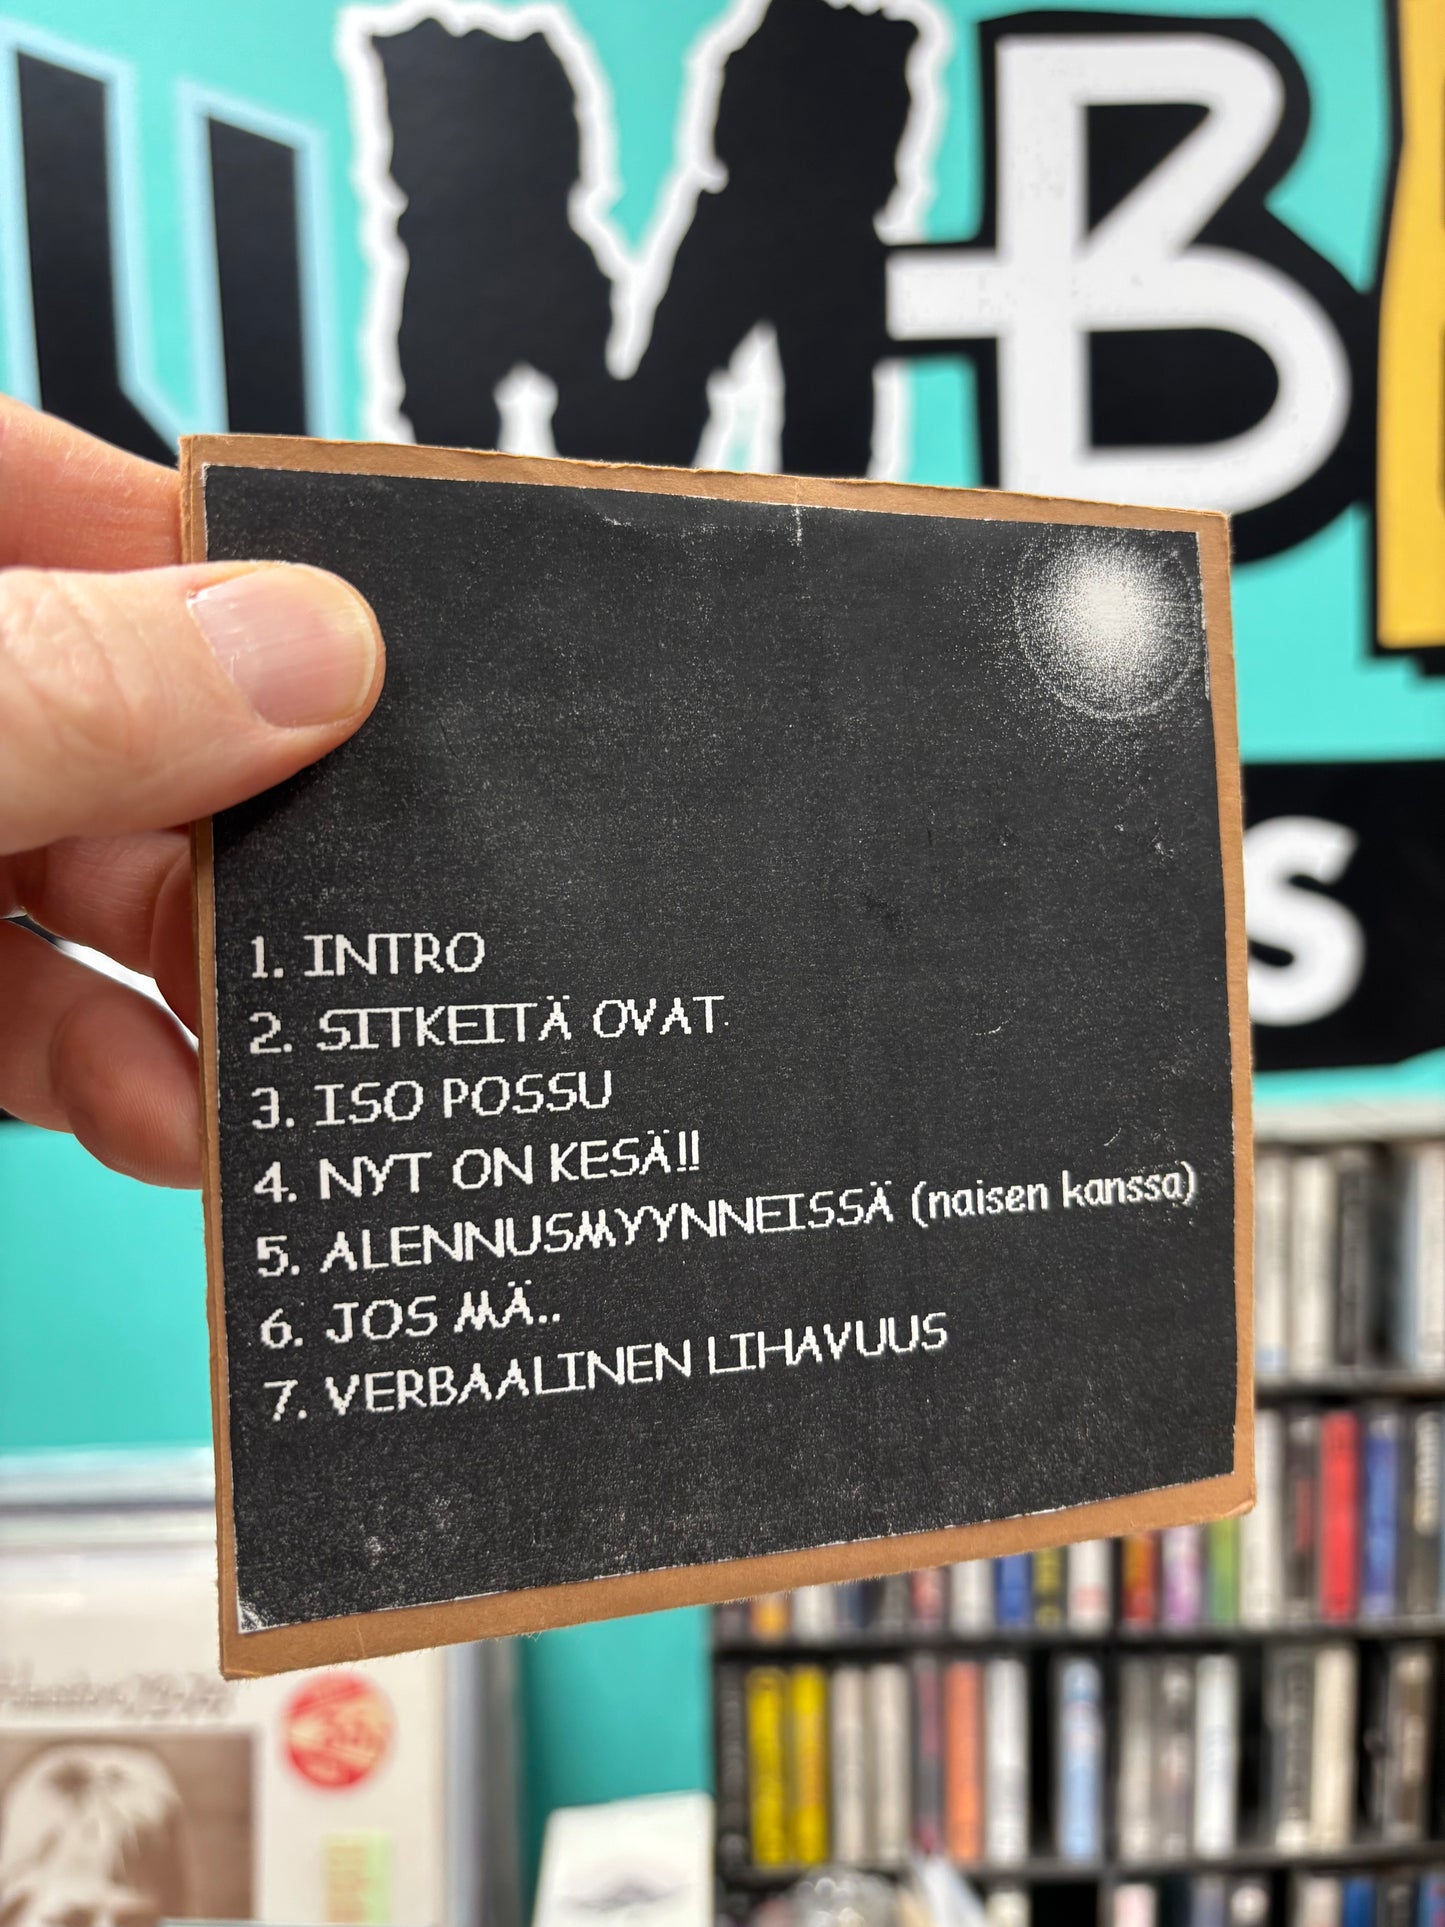 UMB
s
1. INTRO
2. SITKEITÄ OVAT
3. ISO POSSU
4. NYT ON KESÄ!!
5. ALENNUSMYYNNEISSÄ (naisen kanssa)
6. JOS MÄ..
7. VERBAALINEN LIHAVUUS